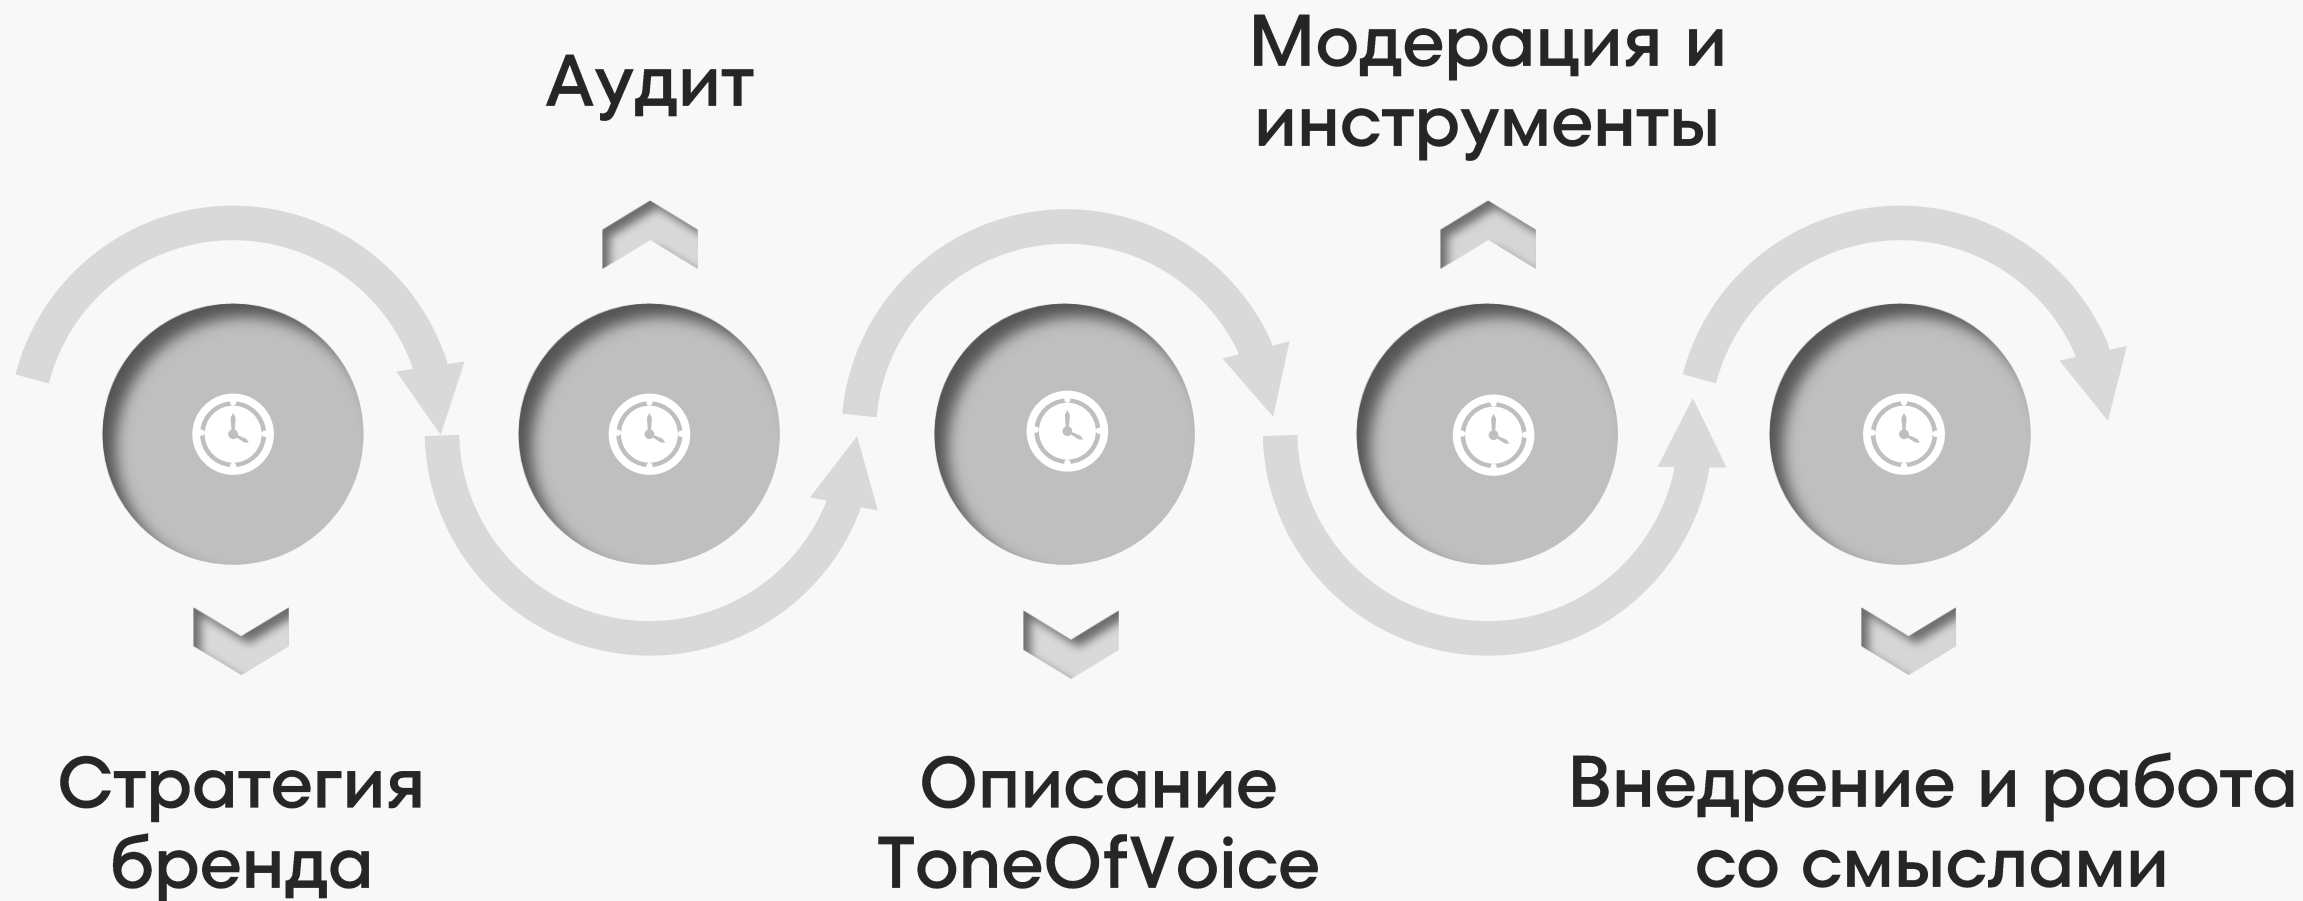 Стратегия
бренда
Аудит
Описание
ToneOfVoice
Модерация и
инструменты
Внедрение и работа
со смыслами